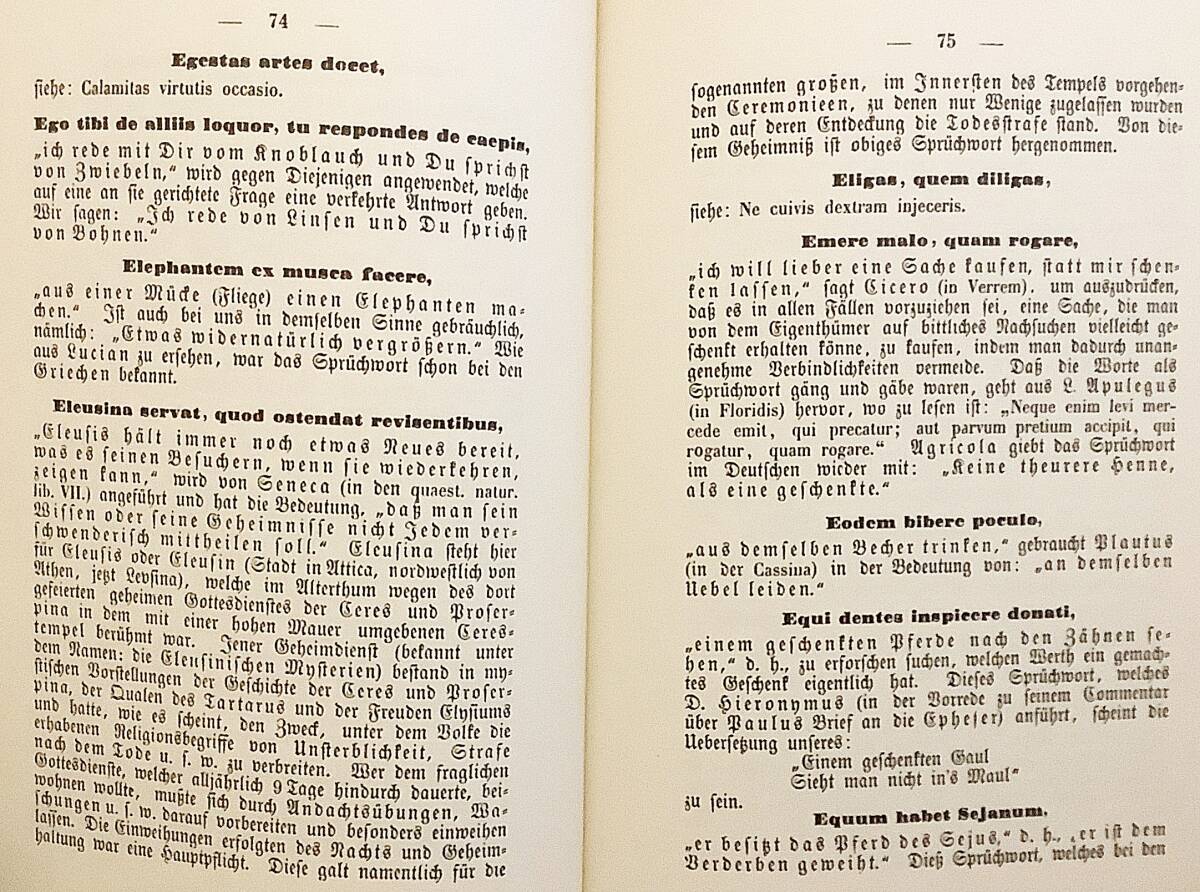 — 74 —
Egestas artes docet,
siehe: Calamitas virtutis occasio.
Ego tibi de alliis loquor, tu respondes de caepis,
„ich rede mit Dir vom Knoblauch und Du sprichst
von Zwiebeln,“ wird gegen Diejenigen angewendet, welche
auf eine an sie gerichtete Frage eine verkehrte Antwort geben.
Wir sagen: „Ich rede von Linsen und Du sprichst
von Bohnen.“
Elephantem ex musca facere,
„aus einer Mücke (Fliege) einen Elephanten ma-
chen.“ Ist auch bei uns in demselben Sinne gebräuchlich,
nämlich: „Etwas widernatürlich vergrößern.“ Wie
aus Lucian zu ersehen, war das Sprüchwort schon bei den
Griechen bekannt.
Eleusina servat, quod ostendat revisentibus,
„Eleusis hält immer noch etwas Neues bereit,
was es seinen Besuchern, wenn sie wiederkehren,
zeigen kann,“ wird von Seneca (in den quaest. natur.
lib. VII.) angeführt und hat die Bedeutung, „daß man sein
Wissen oder seine Geheimnisse nicht Jedem ver-
schwenderisch mittheilen soll.“ Eleusina steht hier
für Eleusis oder Eleusin (Stadt in Attica, nordwestlich von
Athen, jetzt Levsina), welche im Alterthum wegen des dort
gefeierten geheimen Gottesdienstes der Ceres und Proser-
pina in dem mit einer hohen Mauer umgebenen Ceres-
tempel berühmt war. Jener Geheimdienst (bekannt unter
dem Namen: die Eleusinischen Mysterien) bestand in my-
stischen Vorstellungen der Geschichte der Ceres und Proser-
pina, der Qualen des Tartarus und der Freuden Elysiums
und hatte, wie es scheint, den Zweck, unter dem Volke die
erhabenen Religionsbegriffe von Unsterblichkeit, Strafe
nach dem Tode u. s. w. zu verbreiten. Wer dem fraglichen
Gottesdienste, welcher alljährlich 9 Tage hindurch dauerte, bei-
wohnen wollte, mußte sich durch Andachtsübungen, Wa-
schungen u. s. w. darauf vorbereiten und besonders einweihen
lassen. Die Einweihungen erfolgten des Nachts und Geheim-
haltung war eine Hauptpflicht. Diese galt namentlich für die
— 75 —
sogenannten großen, im Innersten des Tempels vorgehen-
den Ceremonieen, zu denen nur Wenige zugelassen wurden
und auf deren Entdeckung die Todesstrafe stand. Von die-
sem Geheimniß ist obiges Sprüchwort hergenommen.
Eligas, quem diligas,
siehe: Ne cuivis dextram injeceris.
Emere malo, quam rogare,
„ich will lieber eine Sache kaufen, statt mir schen-
ken lassen,“ sagt Cicero (in Verrem). um auszudrücken,
daß es in allen Fällen vorzuziehen sei, eine Sache, die man
von dem Eigenthümer auf bittliches Nachsuchen vielleicht ge-
schenkt erhalten könne, zu kaufen, indem man dadurch unan-
genehme Verbindlichkeiten vermeide. Daß die Worte als
Sprüchwort gäng und gäbe waren, geht aus L. Apulegus
(in Floridis) hervor, wo zu lesen ist: „Neque enim levi mer-
cede emit, qui precatur; aut parvum pretium accipit, qui
rogatur, quam rogare.“ Agricola giebt das Sprüchwort
im Deutschen wieder mit: „Keine theurere Henne,
als eine geschenkte.“
Eodem bibere poculo,
„aus demselben Becher trinken,“ gebraucht Plautus
(in der Cassina) in der Bedeutung von: „an demselben
Uebel leiden.“
Equi dentes inspicere donati,
„einem geschenkten Pferde nach den Zähnen se-
hen,“ d. h., zu erforschen suchen, welchen Werth ein gemach-
tes Geschenk eigentlich hat. Dieses Sprüchwort, welches
D. Hieronymus (in der Vorrede zu seinem Commentar
über Paulus Brief an die Epheser) anführt, scheint die
Uebersetzung unseres:
„Einem geschenkten Gaul
Sieht man nicht in's Maul“
zu sein.
Equum habet Sejanum,
„er besitzt das Pferd des Sejus,“ d. h., „er ist dem
Verderben geweiht.“ Dieß Sprüchwort, welches bei den